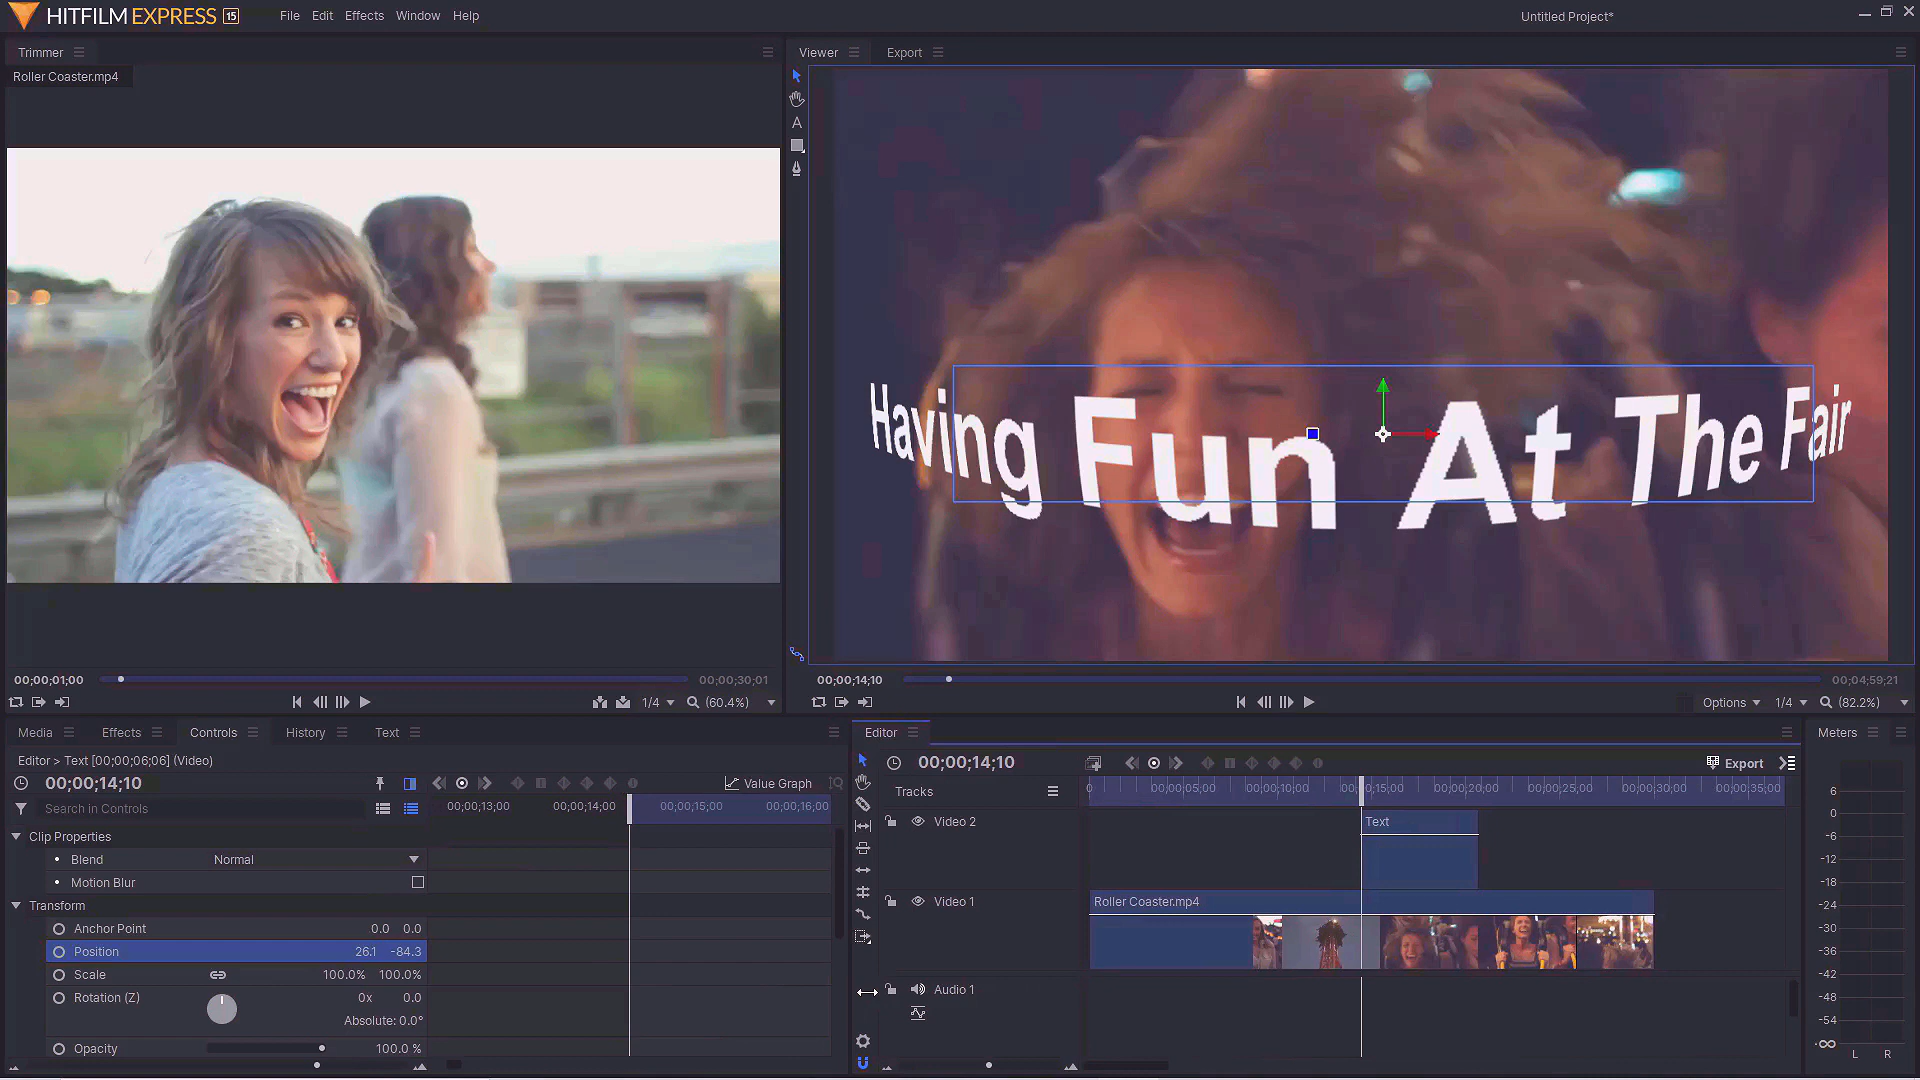 HITFILM EXPRESS 15
File Edit Effects Window Help
Untitled Project*
Trimmer
Roller Coaster.mp4
Viewer Export
Having Fun At The Fair
00;00;01;00
00;00;30;01
1/4 (60.4%)
00;00;14;10
00;04;59;21
Options 1/4 (82.2%)
Media Effects Controls History Text
Editor > Text [00;00;06;06] (Video)
00;00;14;10
Value Graph
Search in Controls
00;00;13;00 00;00;14;00 00;00;15;00 00;00;16;00
Clip Properties
Blend Normal
Motion Blur
Transform
Anchor Point 0.0 0.0
Position 26.1 -84.3
Scale 100.0% 100.0%
Rotation (Z) 0x 0.0
Absolute: 0.0°
Opacity 100.0 %
Editor
00;00;14;10
Export
Tracks
0 00;00;05;00 00;00;10;00 00;00;15;00 00;00;20;00 00;00;25;00 00;00;30;00 00;00;35;00
Video 2
Text
Video 1
Roller Coaster.mp4
Audio 1
Meters
6
0
-6
-12
-18
-24
-30
-36
-42
-48
-54
-∞
L R